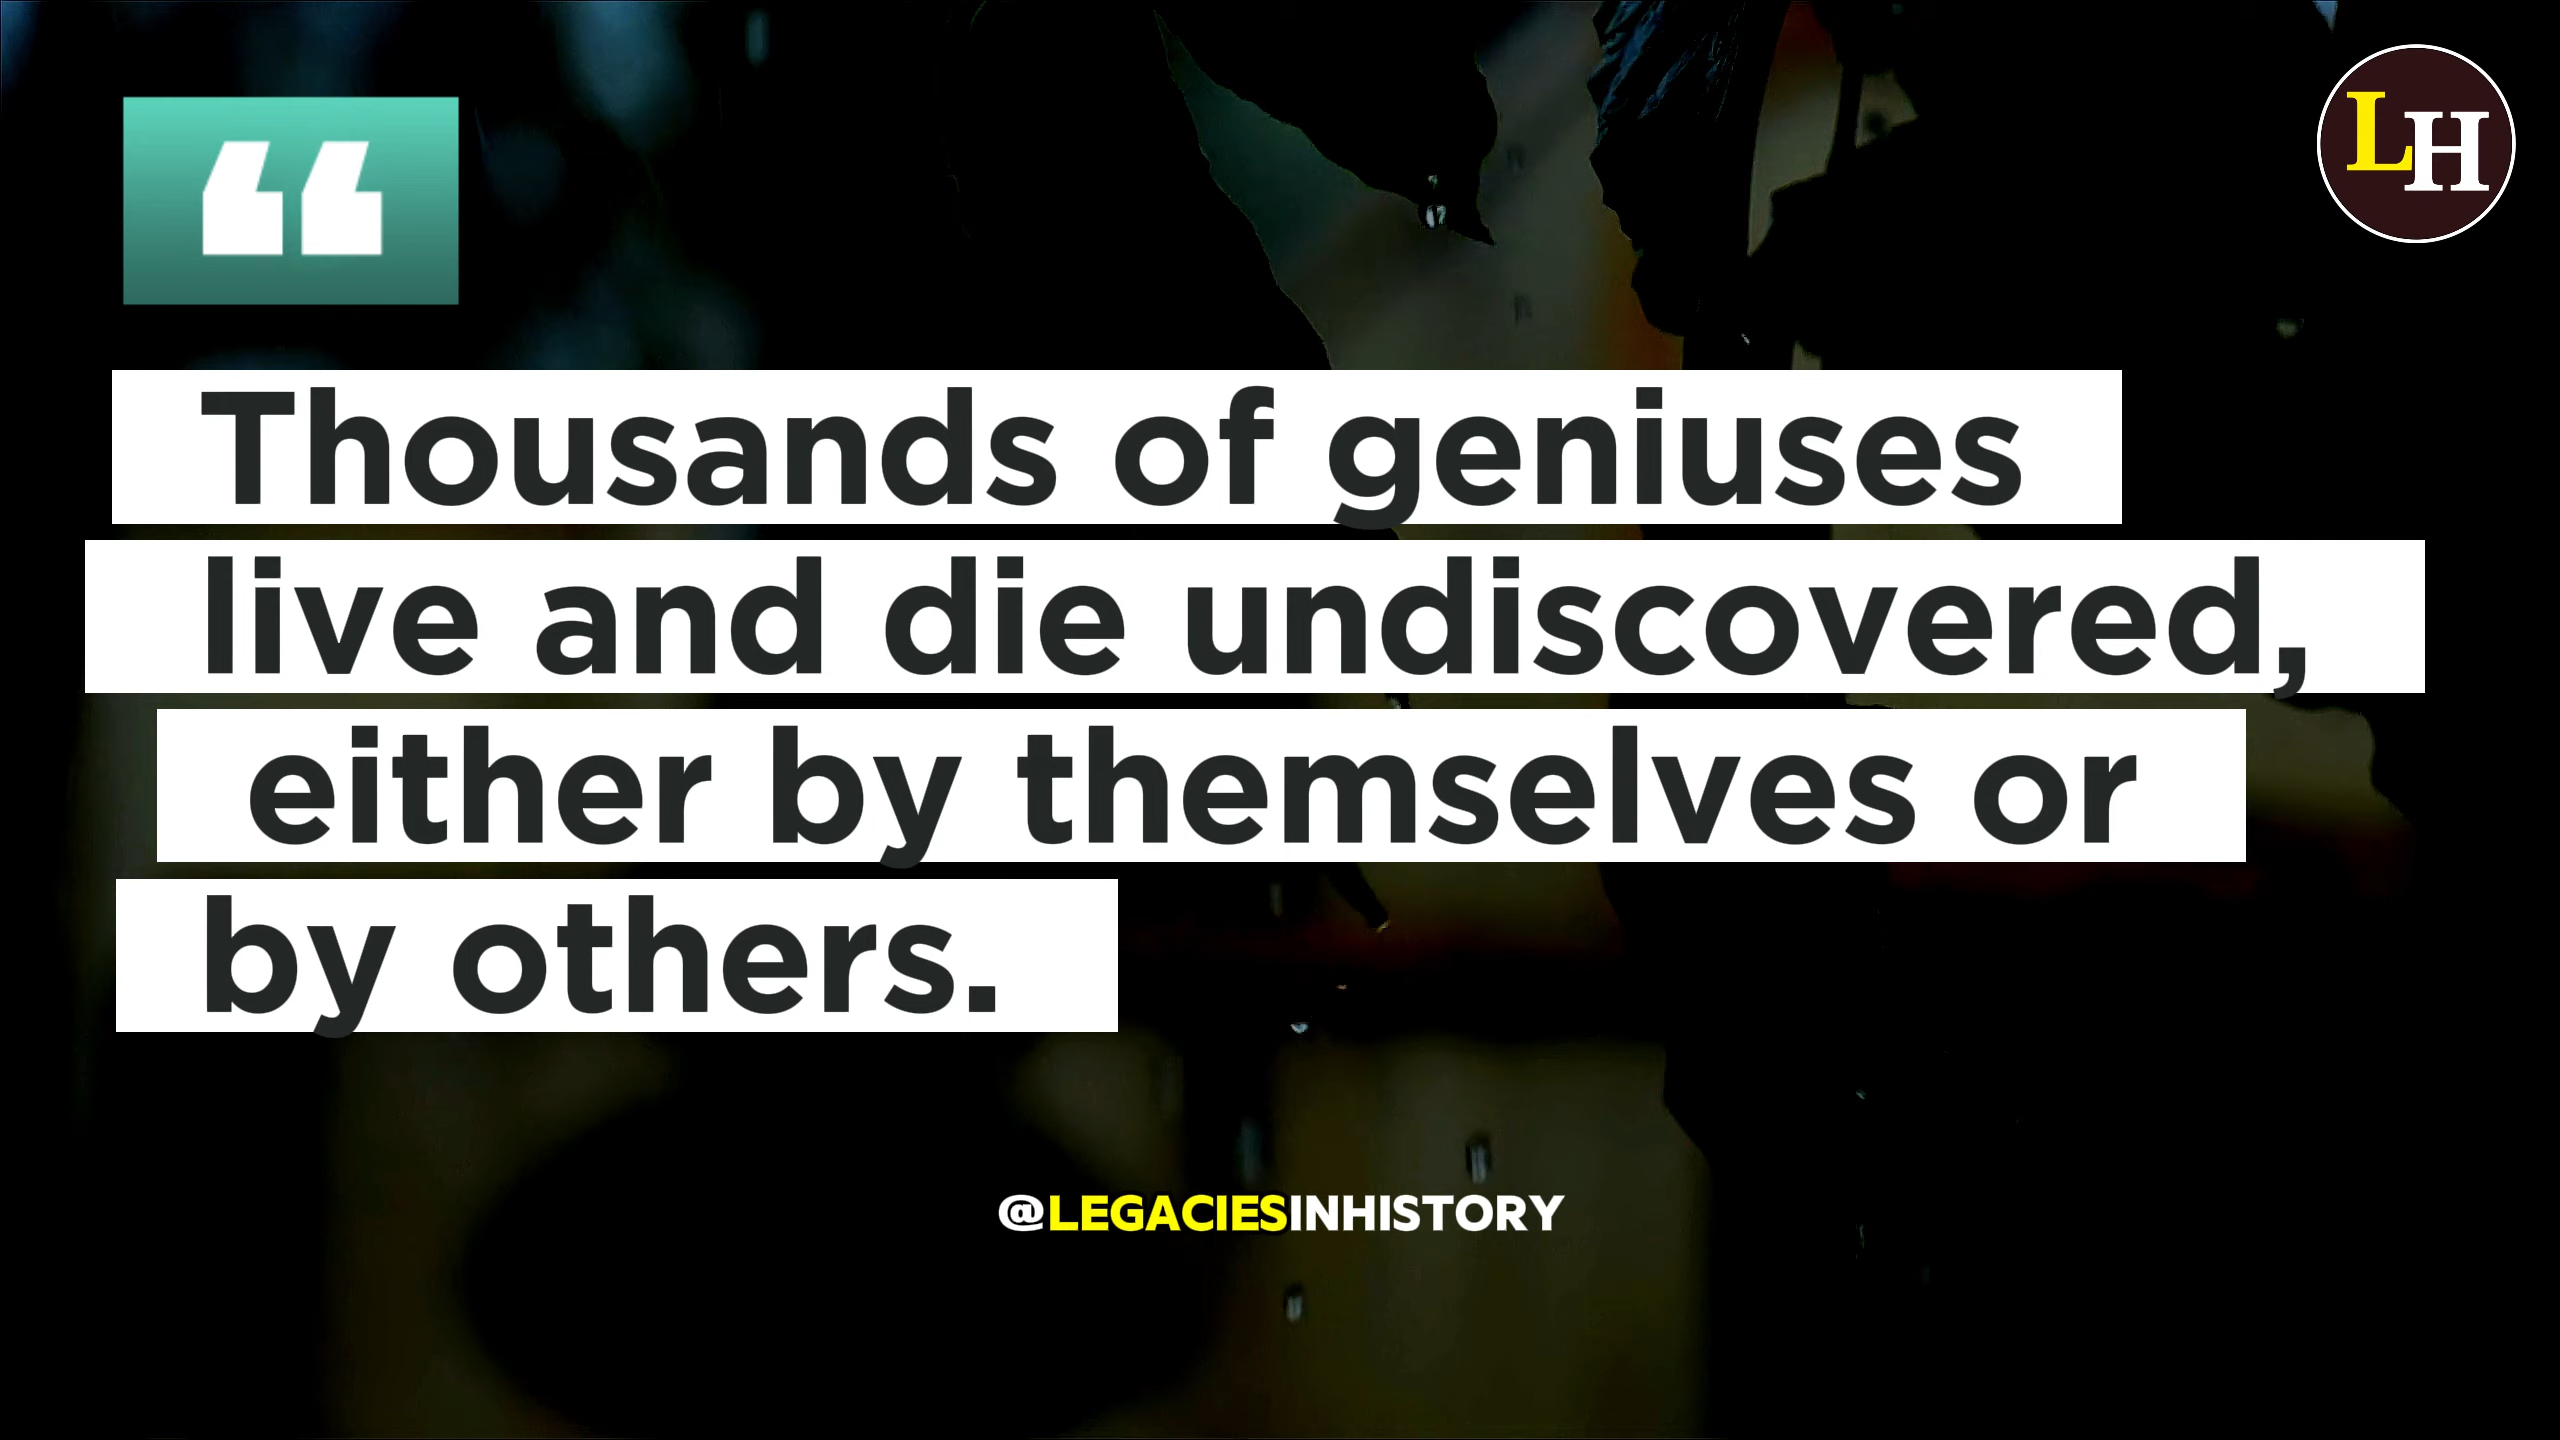 “
LH
Thousands of geniuses
live and die undiscovered,
either by themselves or
by others.
@LEGACIESINHISTORY